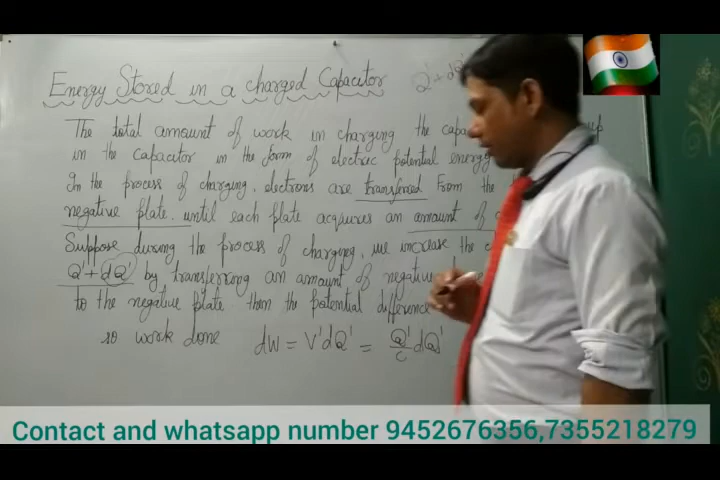 Energy Stored in a charged Capacitor
Q'+dQ'
The total amount of work in charging the capa up
in the capacitor in the form of electric potential energy
In the process of charging, electrons are transferred From the
negative plate. until each plate acquires an amount of
Suppose during the process of charging, we increase the
Q'+dQ' by transferring an amount of negative
to the negative plate then the potential difference
so work done dW = V'dQ' = Q'/C dQ'
Contact and whatsapp number 9452676356,7355218279